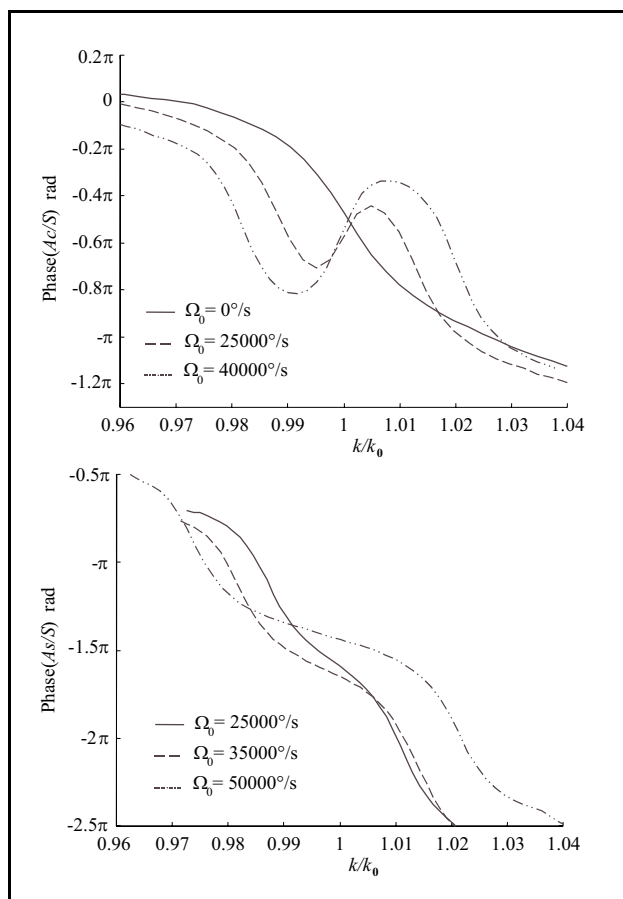 0.2π
0
-0.2π
-0.4π
-0.6π
-0.8π
-π
-1.2π
Phase(Ac/S) rad
Ω0= 0°/s
Ω0= 25000°/s
Ω0= 40000°/s
0.96 0.97 0.98 0.99 1 1.01 1.02 1.03 1.04
k/k0
-0.5π
-π
-1.5π
-2π
-2.5π
Phase(As/S) rad
Ω0= 25000°/s
Ω0= 35000°/s
Ω0= 50000°/s
0.96 0.97 0.98 0.99 1 1.01 1.02 1.03 1.04
k/k0